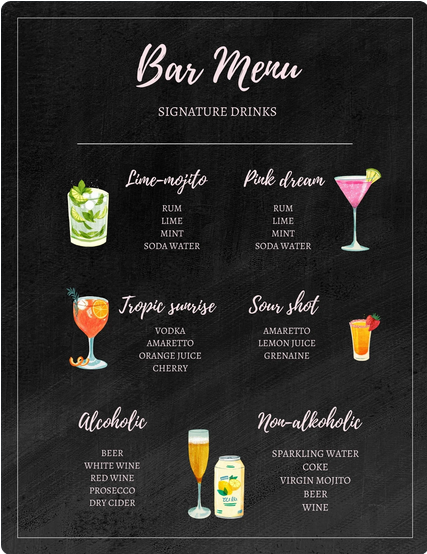 Bar Menu
SIGNATURE DRINKS
Lime-mojito
RUM
LIME
MINT
SODA WATER
Pink dream
RUM
LIME
MINT
SODA WATER
Tropic sunrise
VODKA
AMARETTO
ORANGE JUICE
CHERRY
Sour shot
AMARETTO
LEMON JUICE
GRENAINE
Alcoholic
BEER
WHITE WINE
RED WINE
PROSECCO
DRY CIDER
Non-alkoholic
SPARKLING WATER
COKE
VIRGIN MOJITO
BEER
WINE